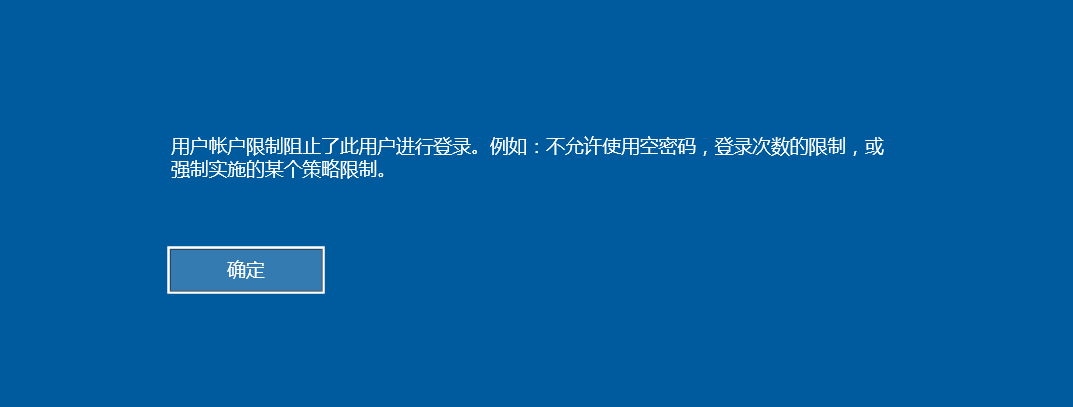 用户帐户限制阻止了此用户进行登录。例如：不允许使用空密码，登录次数的限制，或
强制实施的某个策略限制。
确定